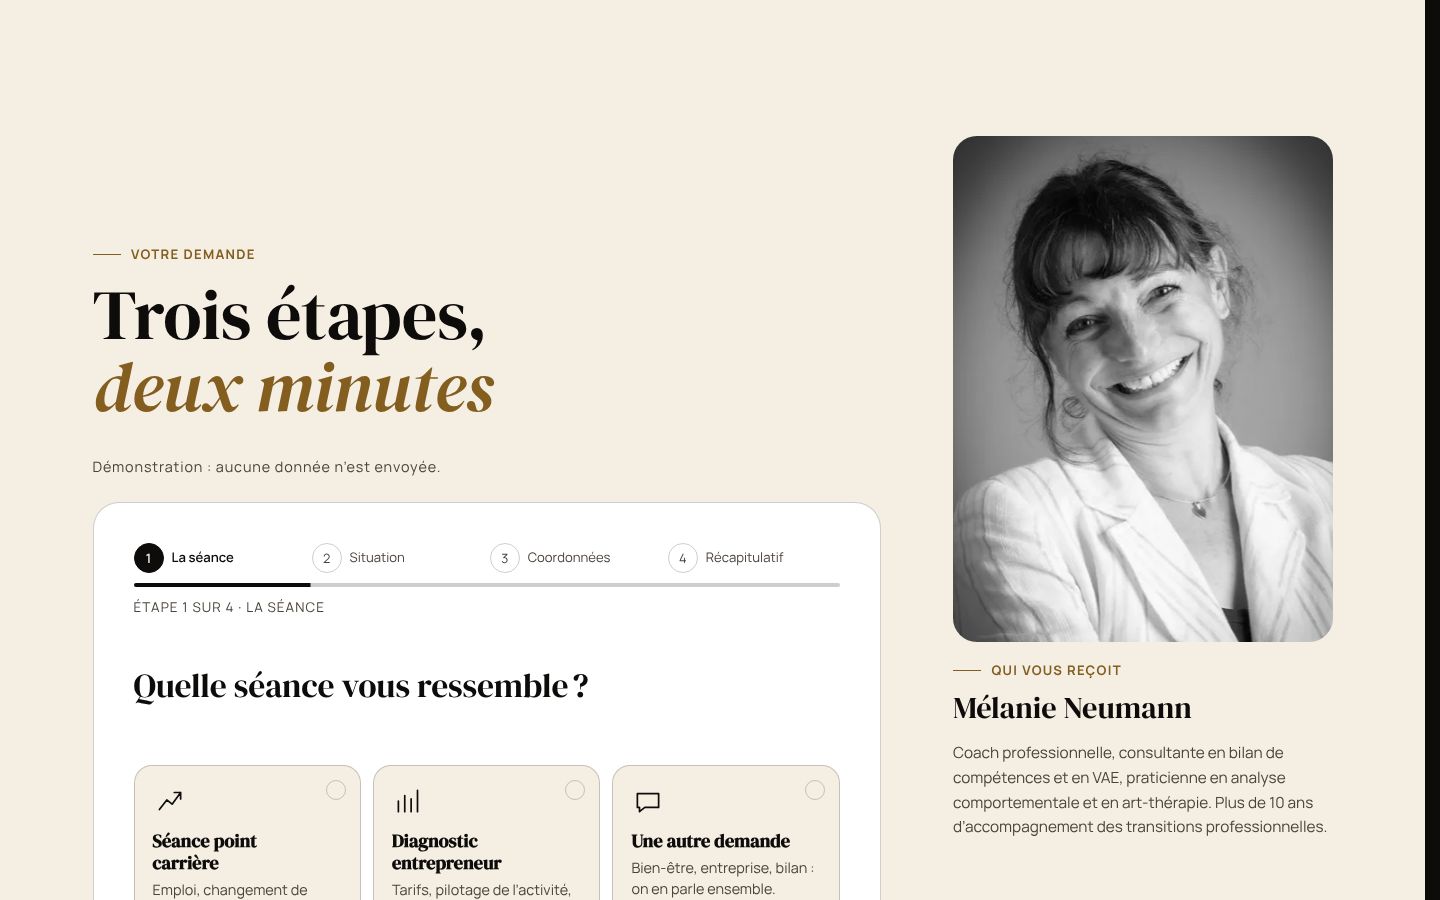 VOTRE DEMANDE
Trois étapes,
deux minutes
Démonstration : aucune donnée n'est envoyée.
1 La séance
2 Situation
3 Coordonnées
4 Récapitulatif
ÉTAPE 1 SUR 4 · LA SÉANCE
Quelle séance vous ressemble ?
Séance point
carrière
Emploi, changement de
Diagnostic
entrepreneur
Tarifs, pilotage de l'activité,
Une autre demande
Bien-être, entreprise, bilan :
on en parle ensemble.
QUI VOUS REÇOIT
Mélanie Neumann
Coach professionnelle, consultante en bilan de
compétences et en VAE, praticienne en analyse
comportementale et en art-thérapie. Plus de 10 ans
d'accompagnement des transitions professionnelles.